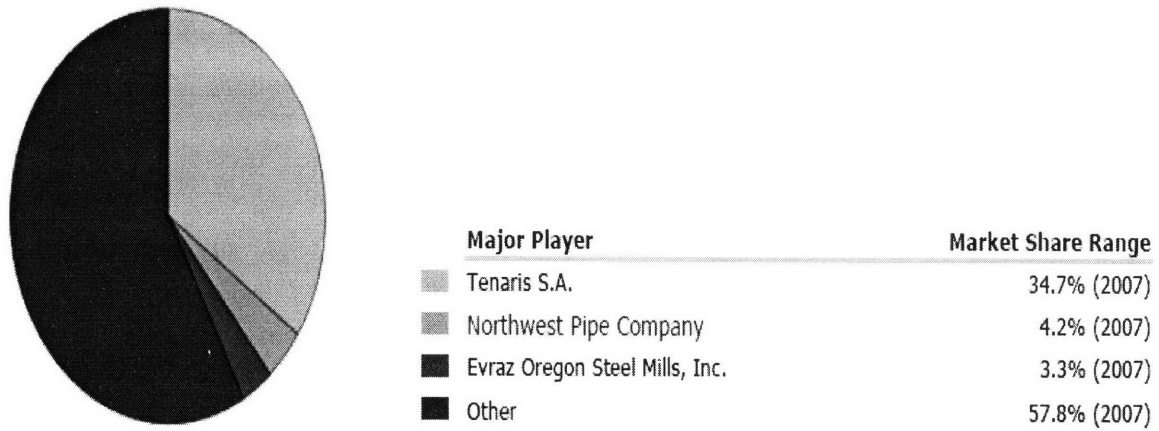 Major Player Market Share Range
Tenaris S.A. 34.7% (2007)
Northwest Pipe Company 4.2% (2007)
Evraz Oregon Steel Mills, Inc. 3.3% (2007)
Other 57.8% (2007)